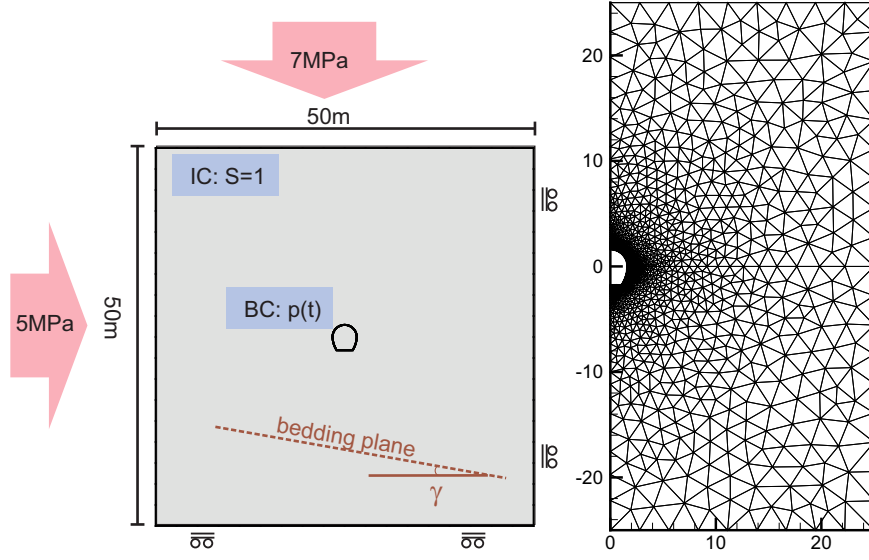 7MPa
50m
IC: S=1
50m
5MPa
BC: p(t)
bedding plane
γ
20
10
0
-10
-20
0
10
20